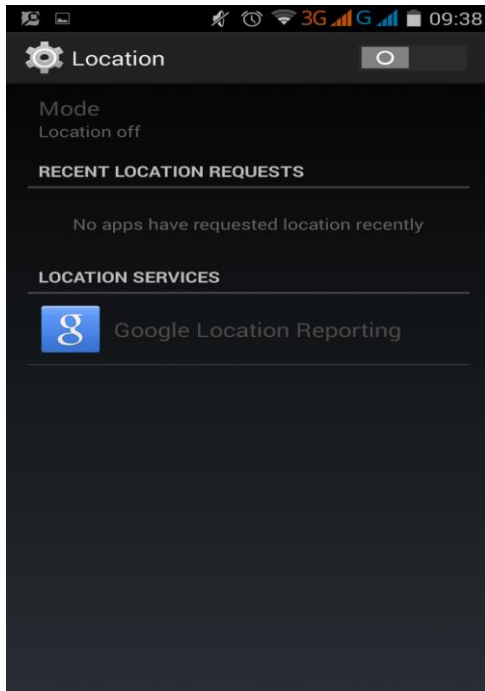 3G G 09:38
Location
Mode
Location off
RECENT LOCATION REQUESTS
No apps have requested location recently
LOCATION SERVICES
g Google Location Reporting